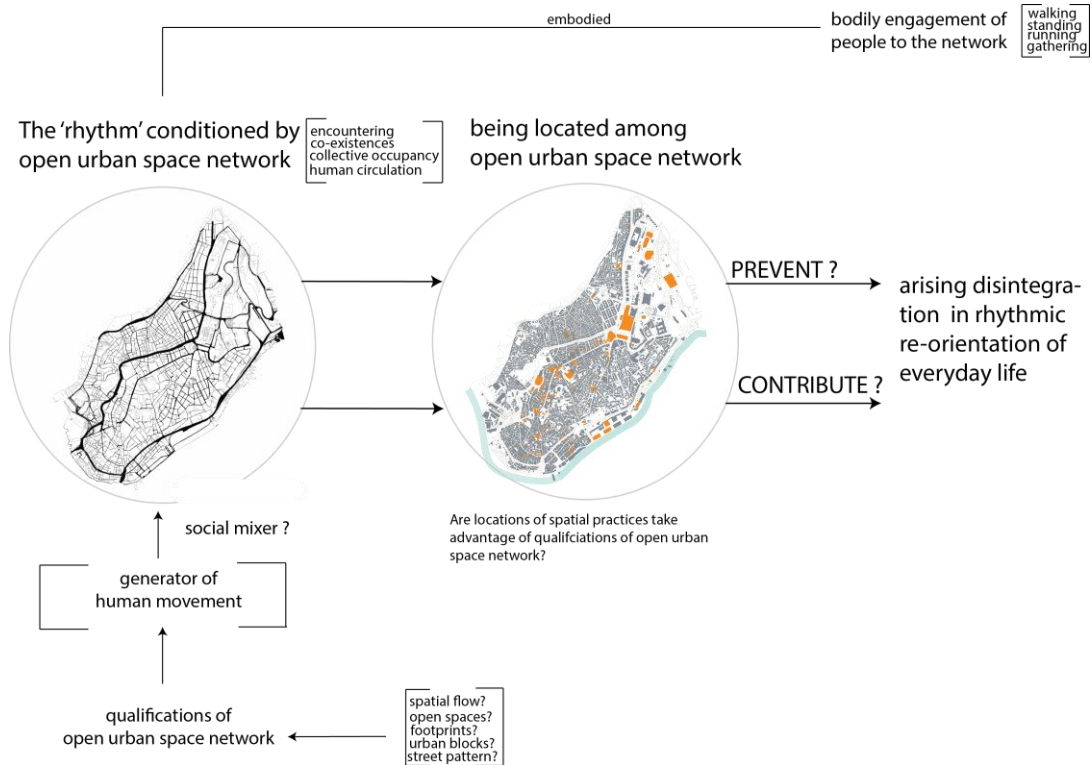 embodied
bodily engagement of
people to the network
walking
standing
running
gathering
The ‘rhythm’ conditioned by
open urban space network
encountering
co-existences
collective occupancy
human circulation
being located among
open urban space network
PREVENT ?
CONTRIBUTE ?
arising disintegra-
tion in rhythmic
re-orientation of
everyday life
social mixer ?
Are locations of spatial practices take
advantage of qualifciations of open urban
space network?
generator of
human movement
qualifications of
open urban space network
spatial flow?
open spaces?
footprints?
urban blocks?
street pattern?